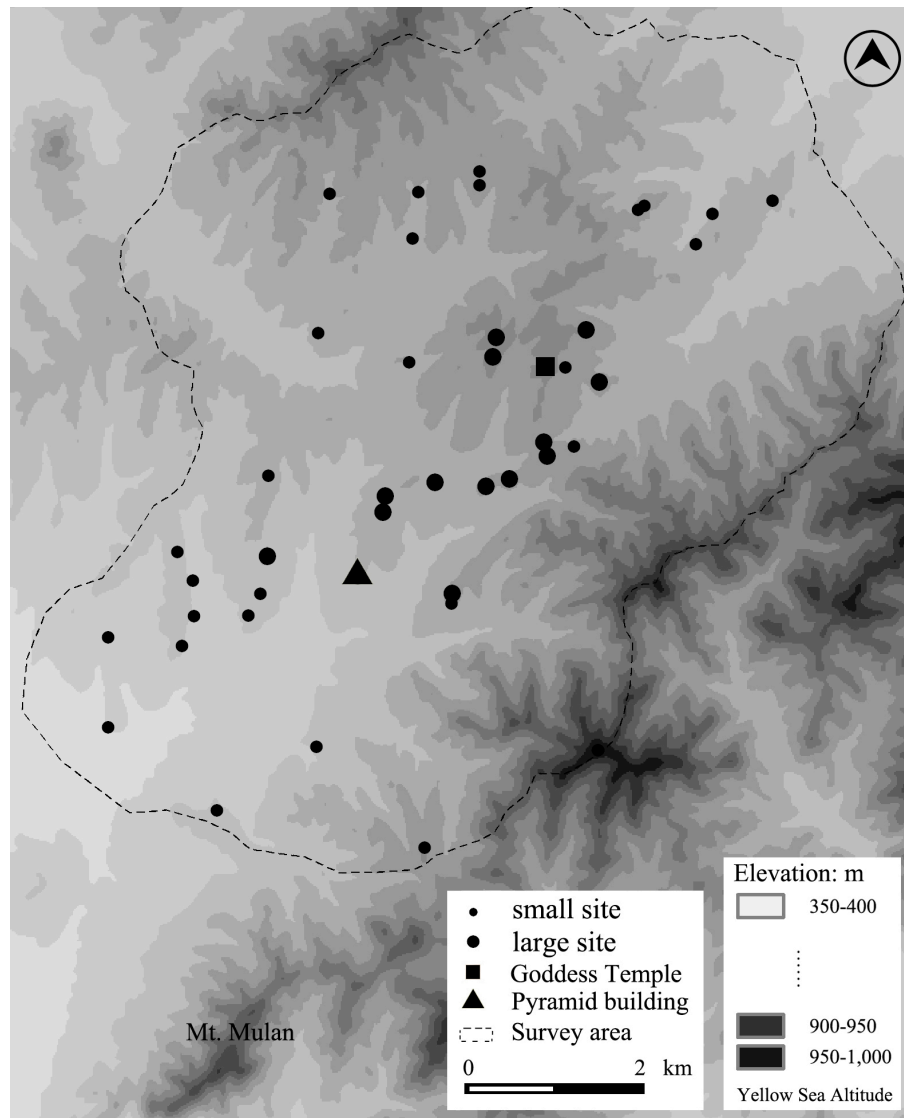 Mt. Mulan
small site
large site
Goddess Temple
Pyramid building
Survey area
0 2 km
Elevation: m
350-400
900-950
950-1,000
Yellow Sea Altitude